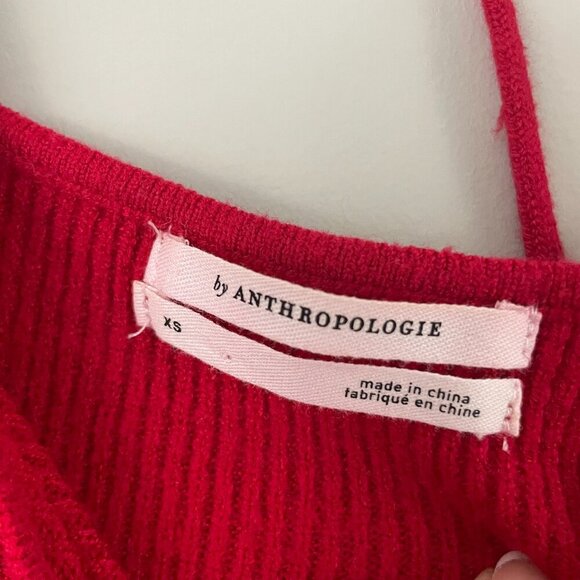 by ANTHROPOLOGIE
XS
made in china
fabriqué en chine